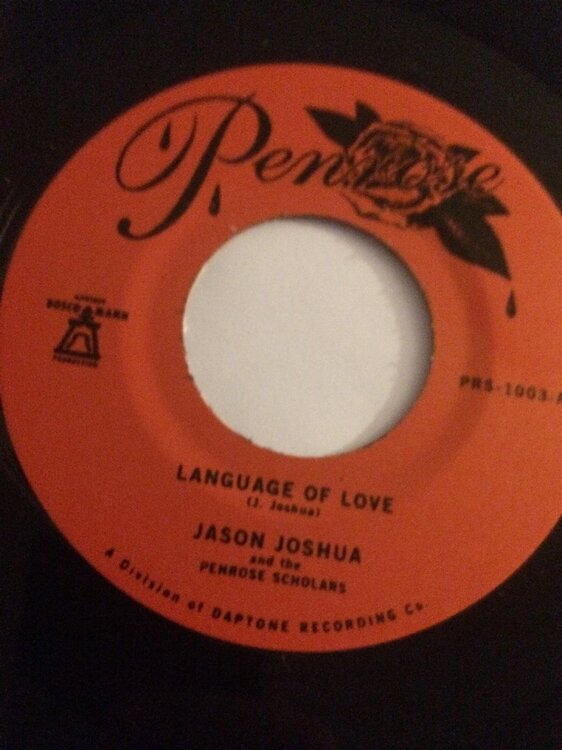 Penrose
BOSCO MANN
PRODUCTION
PRS-1003-A
LANGUAGE OF LOVE
(J. Joshua)
JASON JOSHUA
and the
PENROSE SCHOLARS
A Division of DAPTONE RECORDING Co.